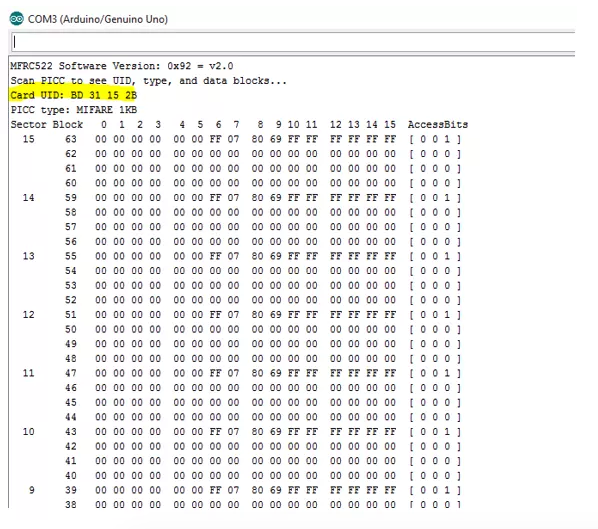 COM3 (Arduino/Genuino Uno)
MFRC522 Software Version: 0x92 = v2.0
Scan PICC to see UID, type, and data blocks...
Card UID: BD 31 15 2B
PICC type: MIFARE 1KB
Sector Block 0 1 2 3 4 5 6 7 8 9 10 11 12 13 14 15 AccessBits
15 63 00 00 00 00 00 00 FF 07 80 69 FF FF FF FF FF FF [ 0 0 1 ]
62 00 00 00 00 00 00 00 00 00 00 00 00 00 00 00 00 [ 0 0 0 ]
61 00 00 00 00 00 00 00 00 00 00 00 00 00 00 00 00 [ 0 0 0 ]
60 00 00 00 00 00 00 00 00 00 00 00 00 00 00 00 00 [ 0 0 0 ]
14 59 00 00 00 00 00 00 FF 07 80 69 FF FF FF FF FF FF [ 0 0 1 ]
58 00 00 00 00 00 00 00 00 00 00 00 00 00 00 00 00 [ 0 0 0 ]
57 00 00 00 00 00 00 00 00 00 00 00 00 00 00 00 00 [ 0 0 0 ]
56 00 00 00 00 00 00 00 00 00 00 00 00 00 00 00 00 [ 0 0 0 ]
13 55 00 00 00 00 00 00 FF 07 80 69 FF FF FF FF FF FF [ 0 0 1 ]
54 00 00 00 00 00 00 00 00 00 00 00 00 00 00 00 00 [ 0 0 0 ]
53 00 00 00 00 00 00 00 00 00 00 00 00 00 00 00 00 [ 0 0 0 ]
52 00 00 00 00 00 00 00 00 00 00 00 00 00 00 00 00 [ 0 0 0 ]
12 51 00 00 00 00 00 00 FF 07 80 69 FF FF FF FF FF FF [ 0 0 1 ]
50 00 00 00 00 00 00 00 00 00 00 00 00 00 00 00 00 [ 0 0 0 ]
49 00 00 00 00 00 00 00 00 00 00 00 00 00 00 00 00 [ 0 0 0 ]
48 00 00 00 00 00 00 00 00 00 00 00 00 00 00 00 00 [ 0 0 0 ]
11 47 00 00 00 00 00 00 FF 07 80 69 FF FF FF FF FF FF [ 0 0 1 ]
46 00 00 00 00 00 00 00 00 00 00 00 00 00 00 00 00 [ 0 0 0 ]
45 00 00 00 00 00 00 00 00 00 00 00 00 00 00 00 00 [ 0 0 0 ]
44 00 00 00 00 00 00 00 00 00 00 00 00 00 00 00 00 [ 0 0 0 ]
10 43 00 00 00 00 00 00 FF 07 80 69 FF FF FF FF FF FF [ 0 0 1 ]
42 00 00 00 00 00 00 00 00 00 00 00 00 00 00 00 00 [ 0 0 0 ]
41 00 00 00 00 00 00 00 00 00 00 00 00 00 00 00 00 [ 0 0 0 ]
40 00 00 00 00 00 00 00 00 00 00 00 00 00 00 00 00 [ 0 0 0 ]
9 39 00 00 00 00 00 00 FF 07 80 69 FF FF FF FF FF FF [ 0 0 1 ]
38 00 00 00 00 00 00 00 00 00 00 00 00 00 00 00 00 [ 0 0 0 ]